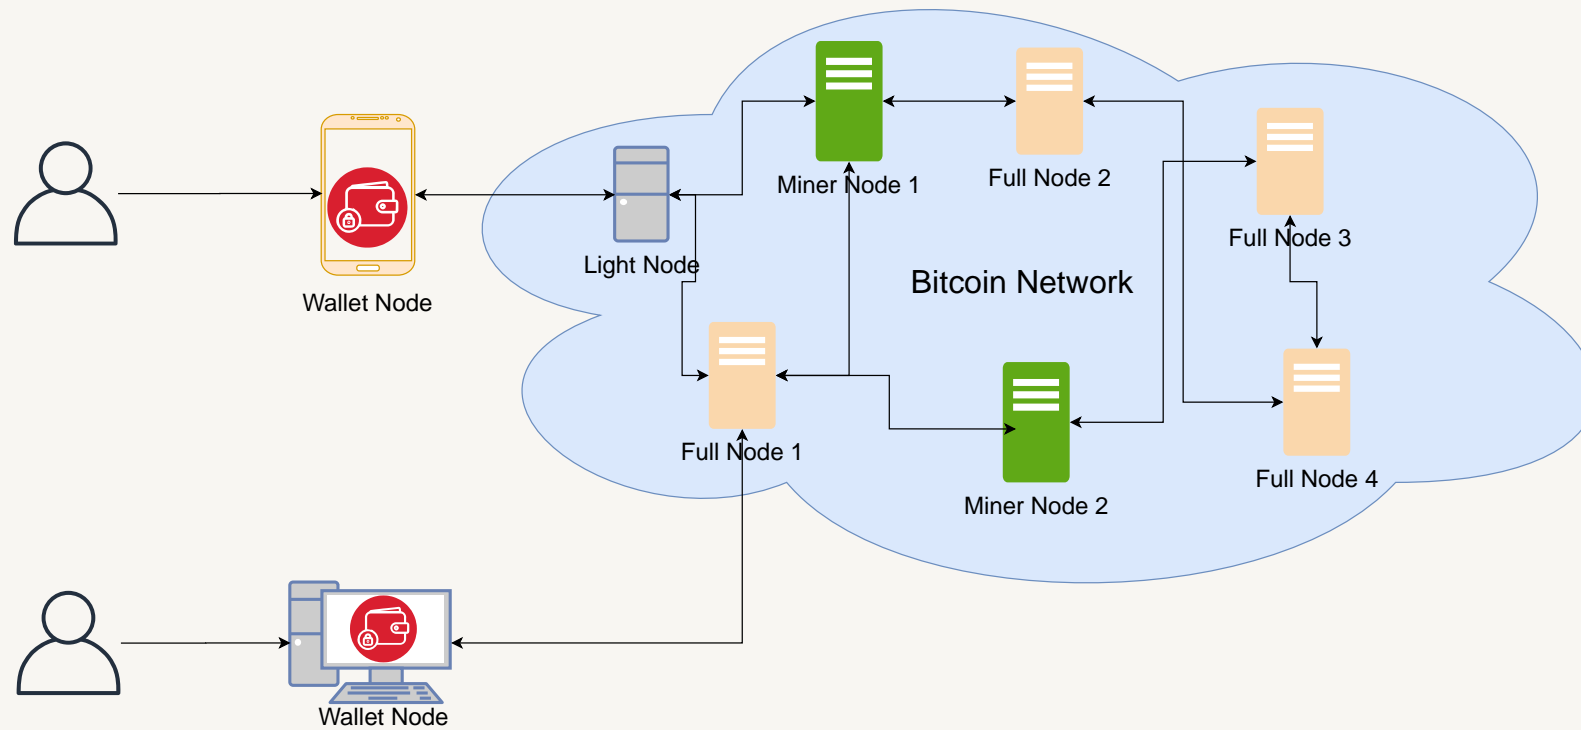 Miner Node 1
Full Node 2
Full Node 3
Light Node
Wallet Node
Bitcoin Network
Full Node 1
Full Node 4
Miner Node 2
Wallet Node